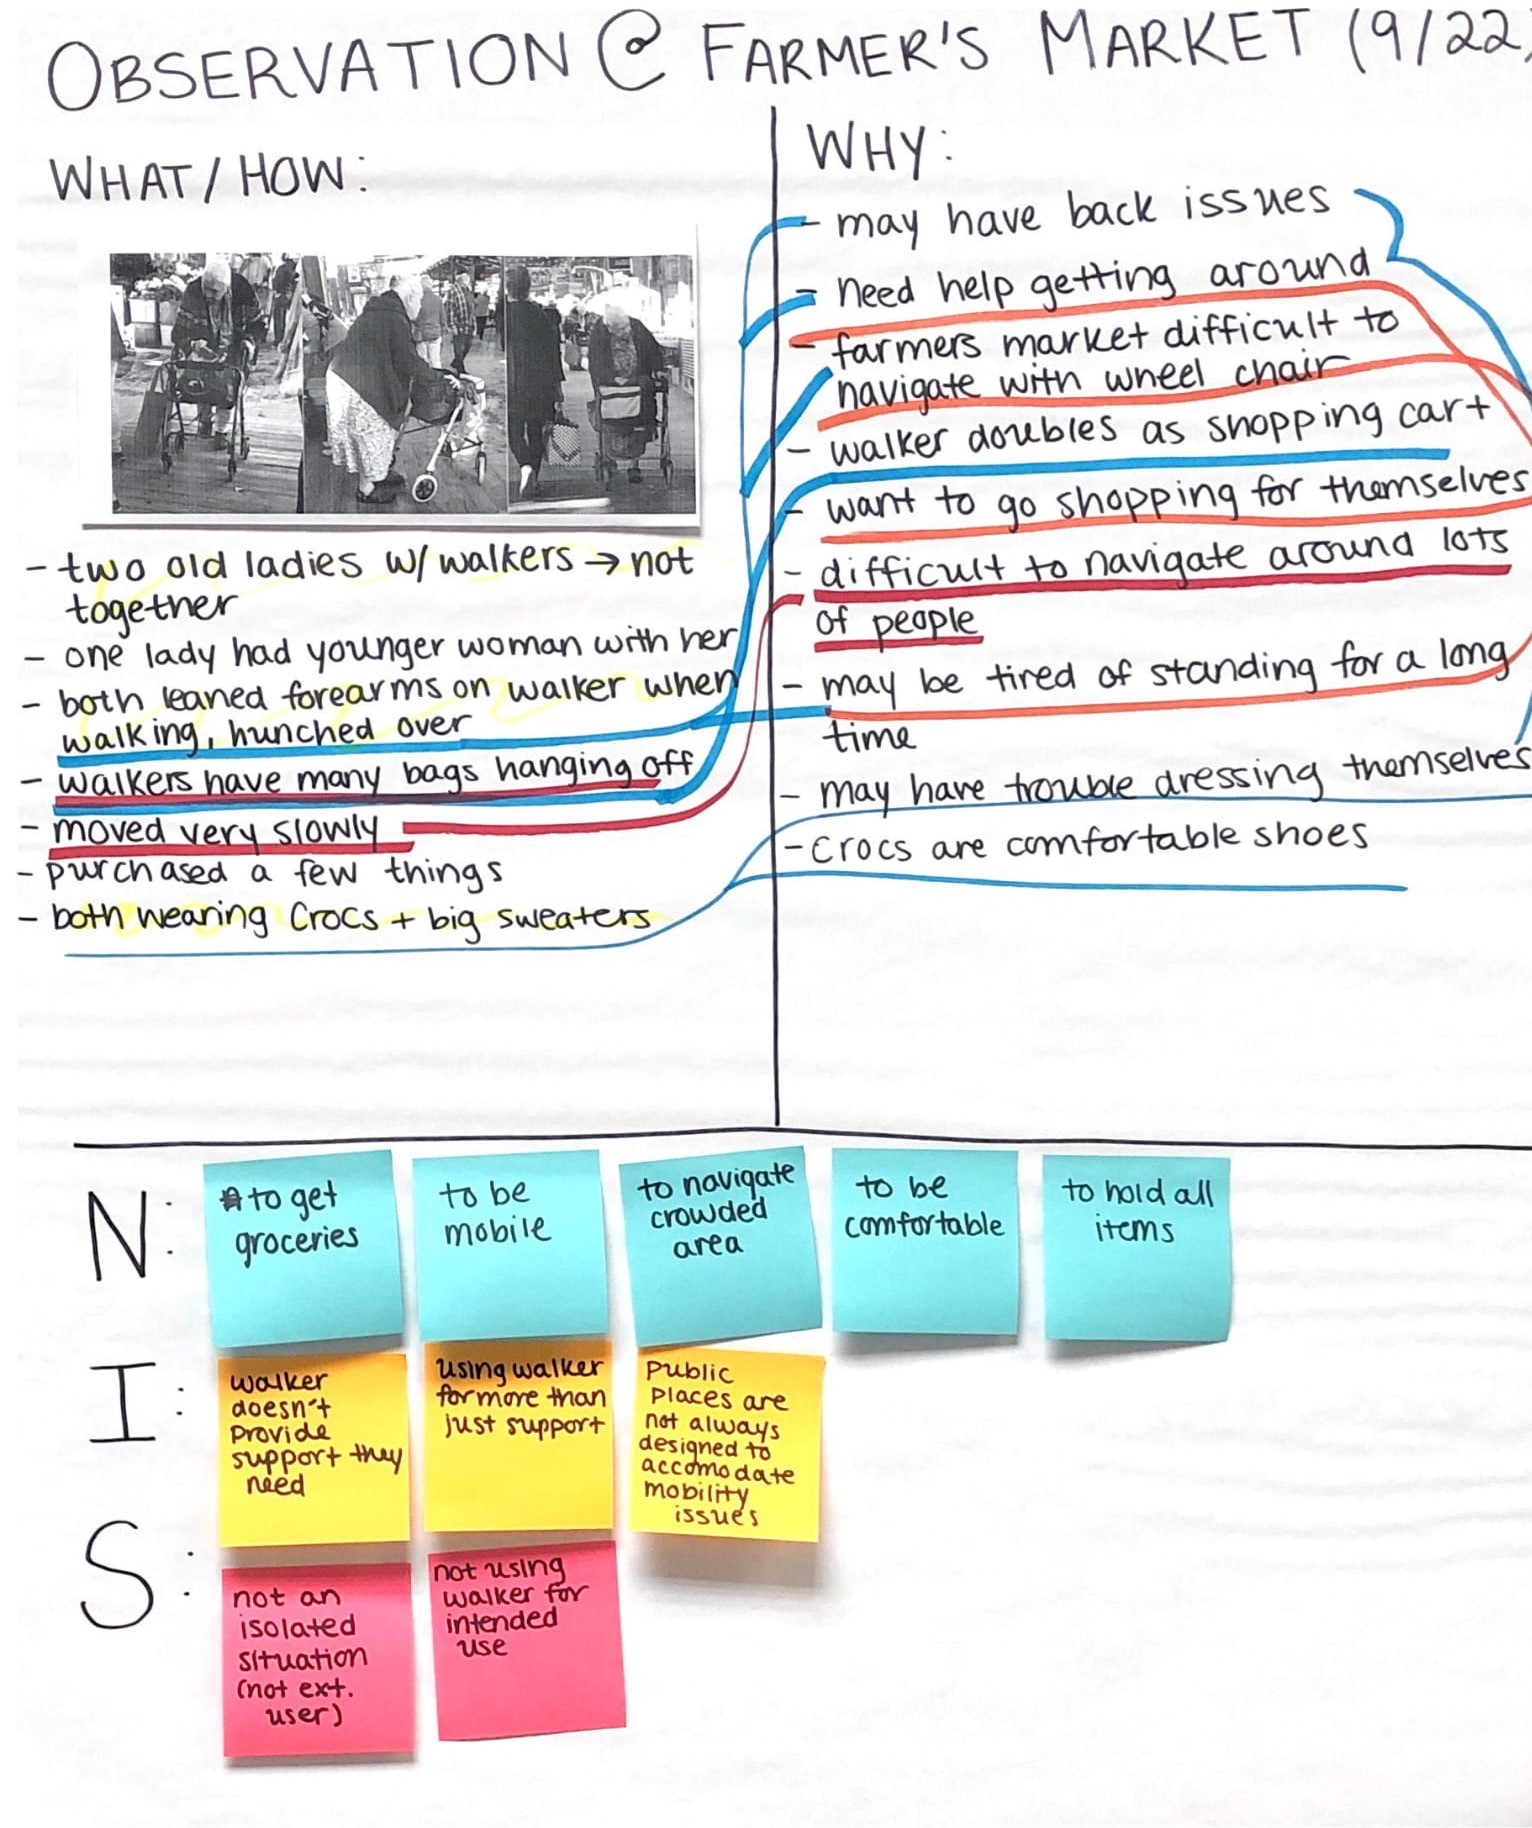 OBSERVATION @ FARMER'S MARKET (9/22)
WHAT/HOW:
- two old ladies w/ walkers → not
together
- one lady had younger woman with her
- both leaned forearms on walker when
walking, hunched over
- walkers have many bags hanging off
- moved very slowly
- purchased a few things
- both wearing Crocs + big sweaters
WHY:
- may have back issues
- need help getting around
- farmers market difficult to
navigate with wheel chair
- walker doubles as shopping cart
- want to go shopping for themselves
- difficult to navigate around lots
of people
- may be tired of standing for a long
time
- may have trouble dressing themselves
- crocs are comfortable shoes
N:
to get
groceries
to be
mobile
to navigate
crowded
area
to be
comfortable
to hold all
items
I:
walker
doesn't
provide
support they
need
using walker
for more than
just support
public
places are
not always
designed to
accomodate
mobility
issues
S:
not an
isolated
situation
(not ext.
user)
not using
walker for
intended
use